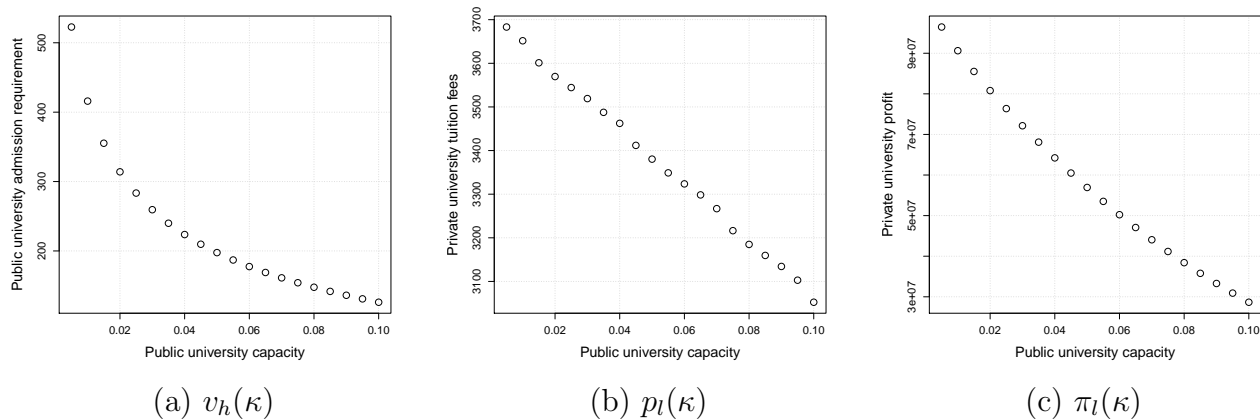 500
400
300
200
Public university admission requirement
0.02 0.04 0.06 0.08 0.10
Public university capacity
(a) v_h(κ)
3700
3600
3500
3400
3300
3200
3100
Private university tuition fees
0.02 0.04 0.06 0.08 0.10
Public university capacity
(b) p_l(κ)
9e+07
7e+07
5e+07
3e+07
Private university profit
0.02 0.04 0.06 0.08 0.10
Public university capacity
(c) π_l(κ)